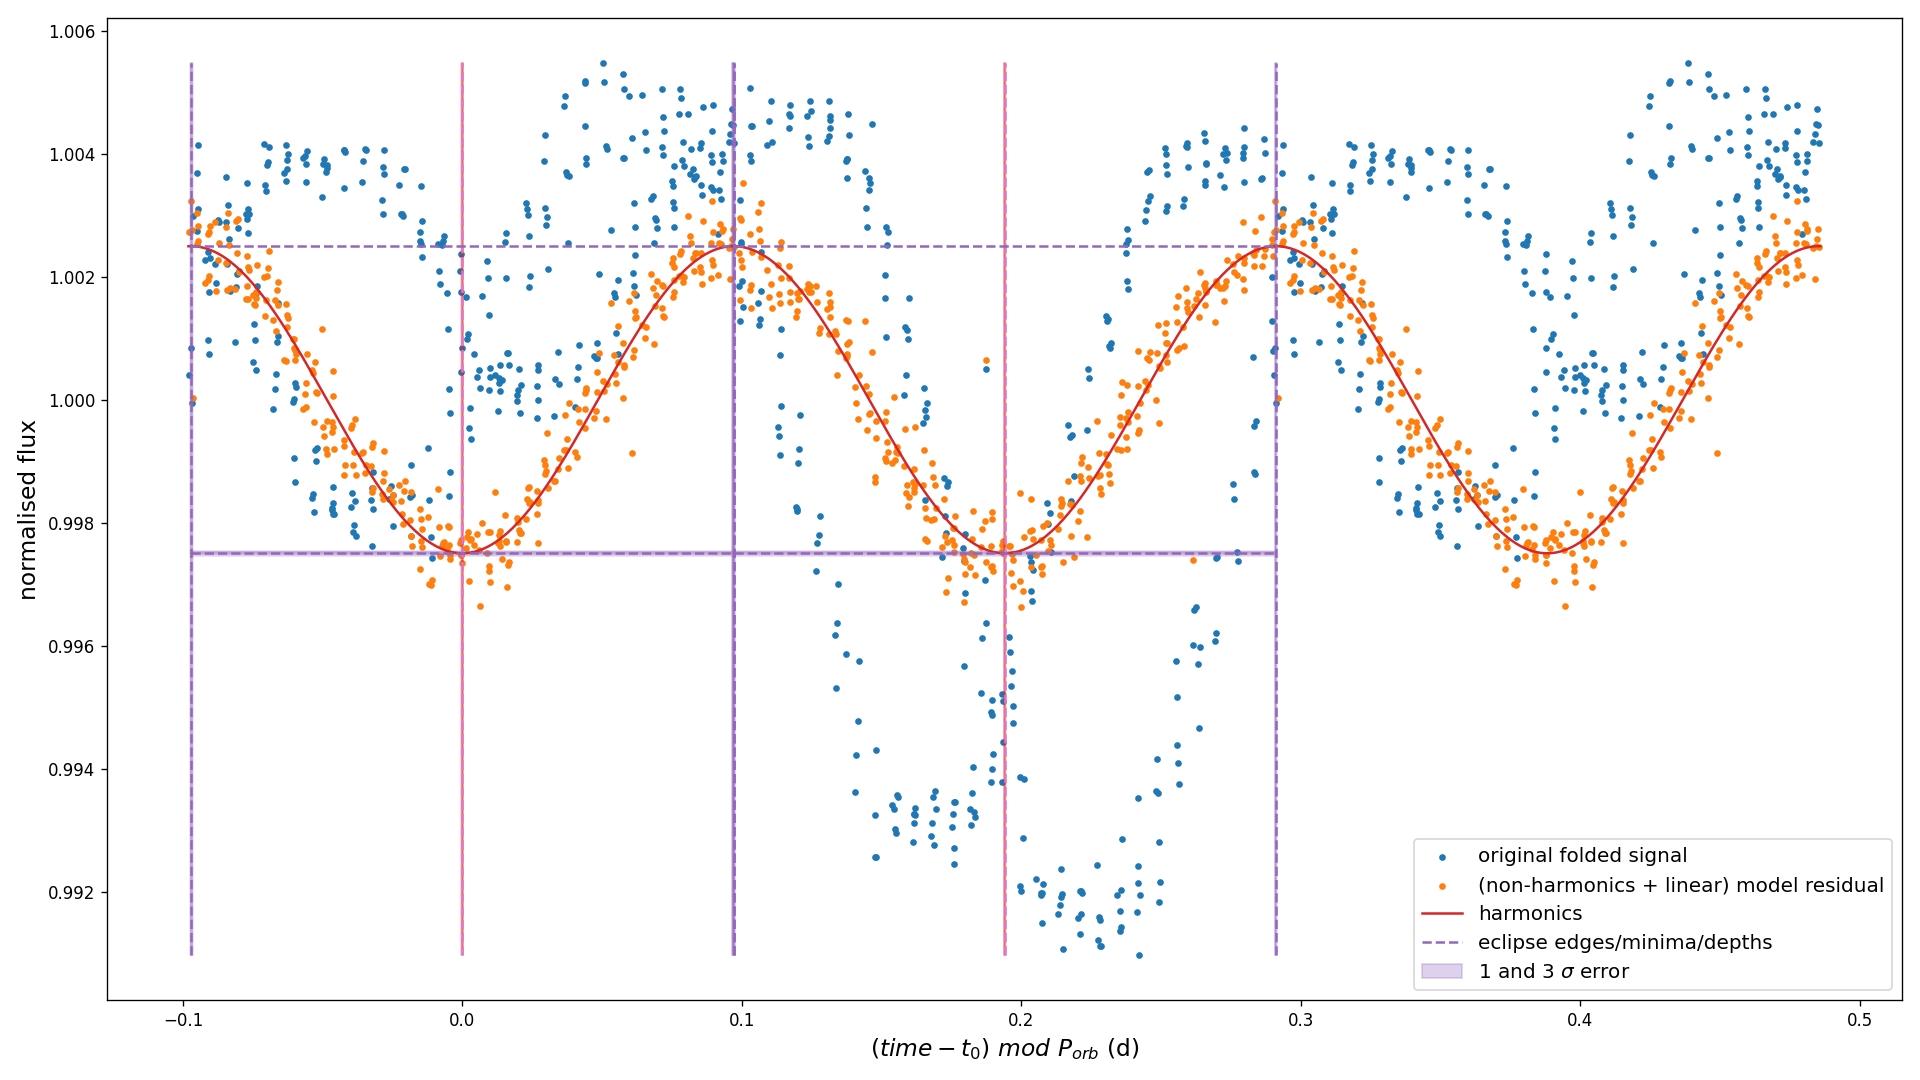 1.006
1.004
1.002
1.000
0.998
0.996
0.994
0.992
normalised flux
original folded signal
(non-harmonics + linear) model residual
harmonics
eclipse edges/minima/depths
1 and 3 σ error
−0.1 0.0 0.1 0.2 0.3 0.4 0.5
(time − t₀) mod Pₒᵣb (d)